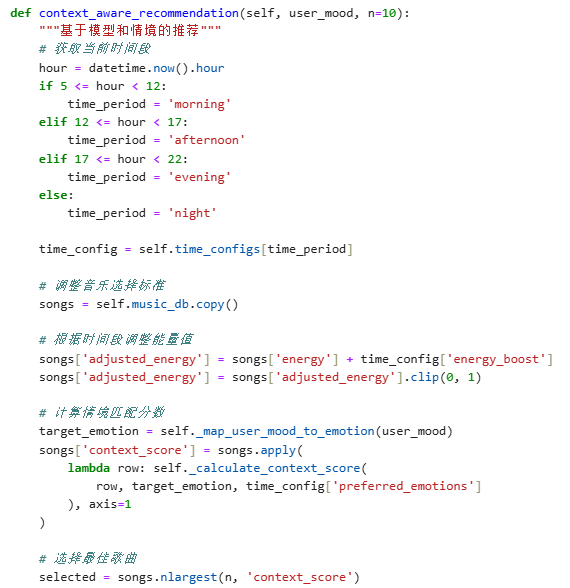 def context_aware_recommendation(self, user_mood, n=10):
    """基于模型和情境的推荐"""
    # 获取当前时间段
    hour = datetime.now().hour
    if 5 <= hour < 12:
        time_period = 'morning'
    elif 12 <= hour < 17:
        time_period = 'afternoon'
    elif 17 <= hour < 22:
        time_period = 'evening'
    else:
        time_period = 'night'

    time_config = self.time_configs[time_period]

    # 调整音乐选择标准
    songs = self.music_db.copy()

    # 根据时间段调整能量值
    songs['adjusted_energy'] = songs['energy'] + time_config['energy_boost']
    songs['adjusted_energy'] = songs['adjusted_energy'].clip(0, 1)

    # 计算情境匹配分数
    target_emotion = self._map_user_mood_to_emotion(user_mood)
    songs['context_score'] = songs.apply(
        lambda row: self._calculate_context_score(
            row, target_emotion, time_config['preferred_emotions']
        ), axis=1
    )

    # 选择最佳歌曲
    selected = songs.nlargest(n, 'context_score')